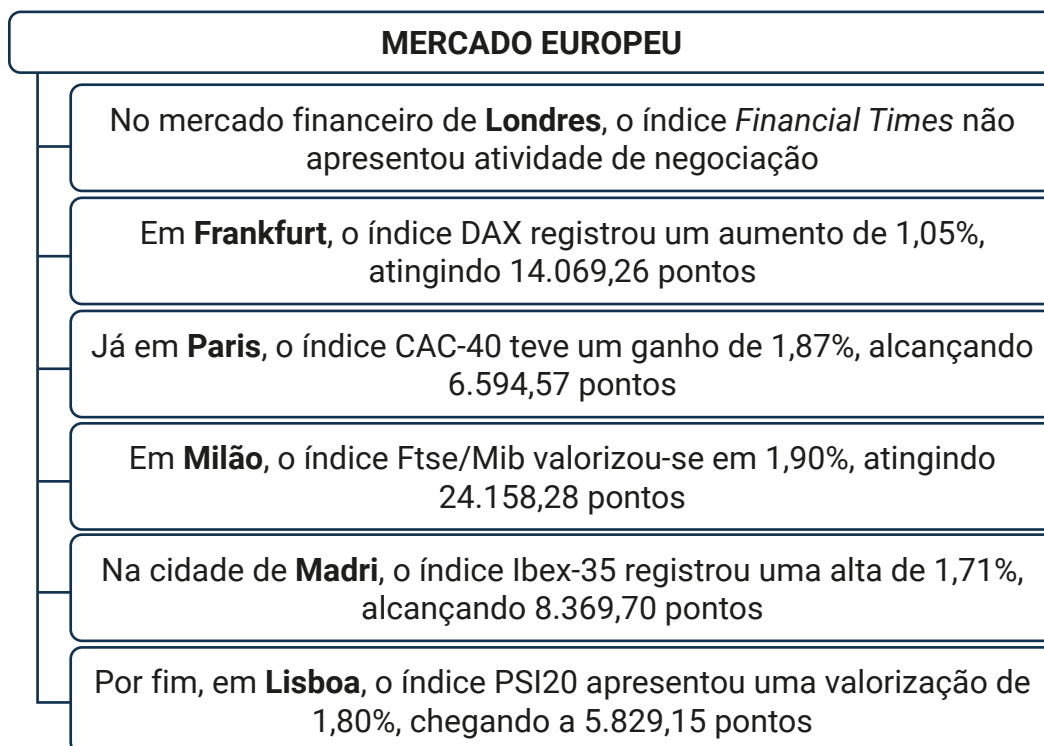 MERCADO EUROPEU
No mercado financeiro de Londres, o índice Financial Times não
apresentou atividade de negociação
Em Frankfurt, o índice DAX registrou um aumento de 1,05%,
atingindo 14.069,26 pontos
Já em Paris, o índice CAC-40 teve um ganho de 1,87%, alcançando
6.594,57 pontos
Em Milão, o índice Ftse/Mib valorizou-se em 1,90%, atingindo
24.158,28 pontos
Na cidade de Madri, o índice Ibex-35 registrou uma alta de 1,71%,
alcançando 8.369,70 pontos
Por fim, em Lisboa, o índice PSI20 apresentou uma valorização de
1,80%, chegando a 5.829,15 pontos